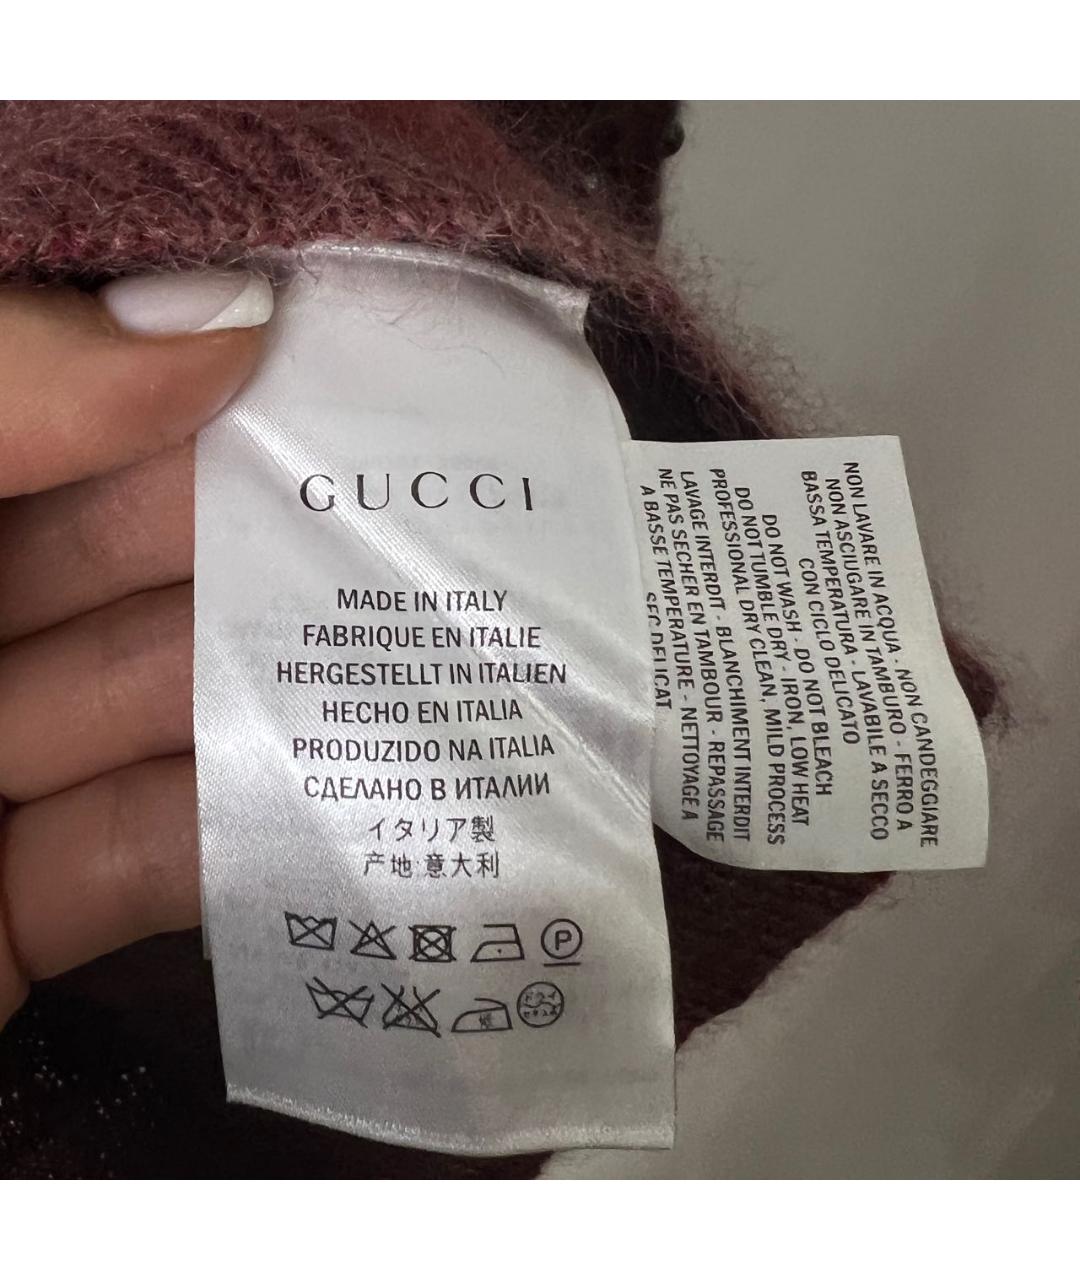 GUCCI
MADE IN ITALY
FABRIQUE EN ITALIE
HERGESTELLT IN ITALIEN
HECHO EN ITALIA
PRODUZIDO NA ITALIA
СДЕЛАНО В ИТАЛИИ
イタリア製
产地:意大利
P
NON LAVARE IN ACQUA - NON CANDEGGIARE
NON ASCIUGARE IN TAMBURO - FERRO A
BASSA TEMPERATURA - LAVABILE A SECCO
CON CICLO DELICATO
DO NOT WASH - DO NOT BLEACH
DO NOT TUMBLE DRY - IRON, LOW HEAT
PROFESSIONAL DRY CLEAN, MILD PROCESS
LAVAGE INTERDIT - BLANCHIMENT INTERDIT
NE PAS SECHER EN TAMBOUR - REPASSAGE
A BASSE TEMPERATURE - NETTOYAGE A
SEC DELICAT